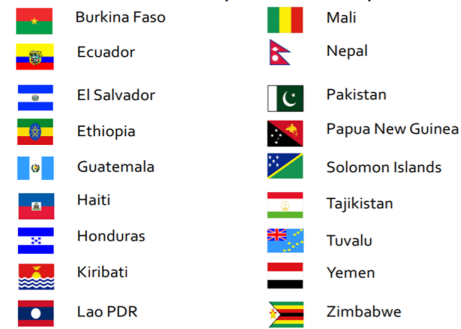 Burkina Faso
Ecuador
El Salvador
Ethiopia
Guatemala
Haiti
Honduras
Kiribati
Lao PDR
Mali
Nepal
Pakistan
Papua New Guinea
Solomon Islands
Tajikistan
Tuvalu
Yemen
Zimbabwe